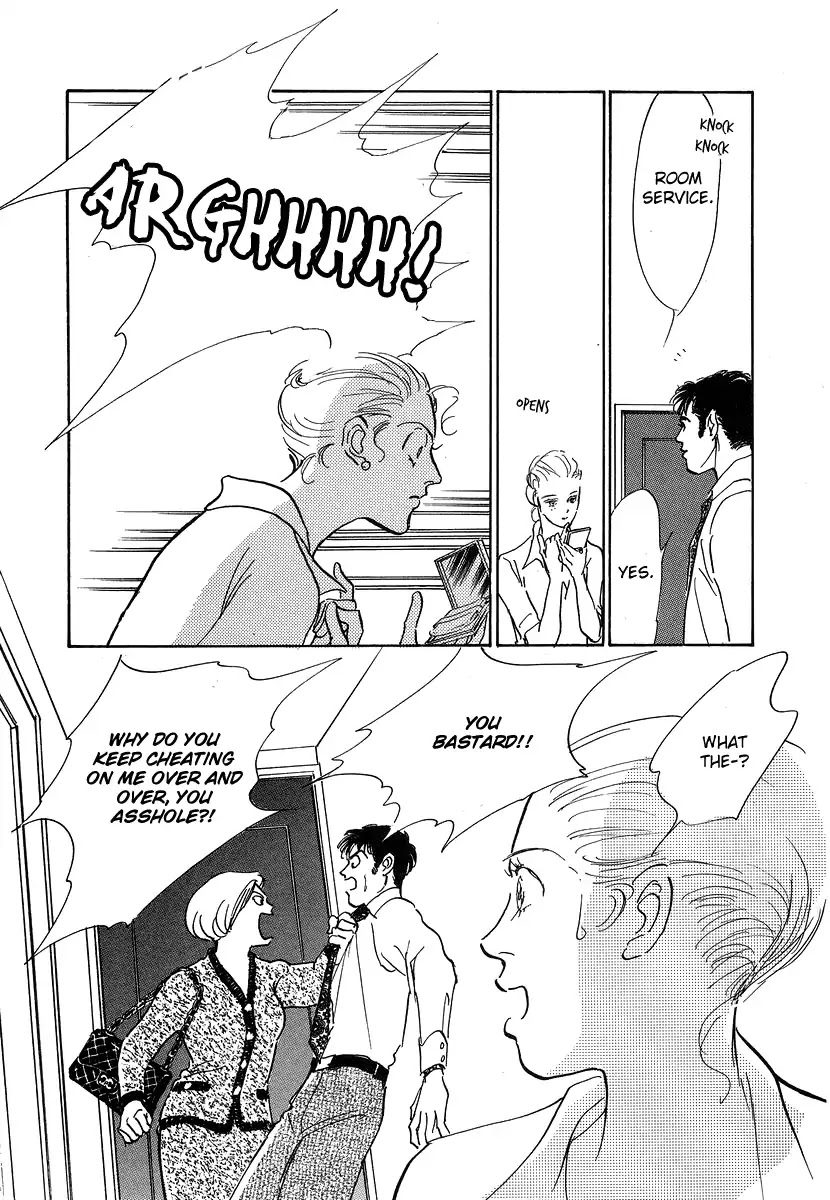 KNOCK
KNOCK
ROOM
SERVICE.
YES.
OPENS
ARGHHHH!
WHAT
THE-?
YOU
BASTARD!!
WHY DO YOU
KEEP CHEATING
ON ME OVER AND
OVER, YOU
ASSHOLE?!